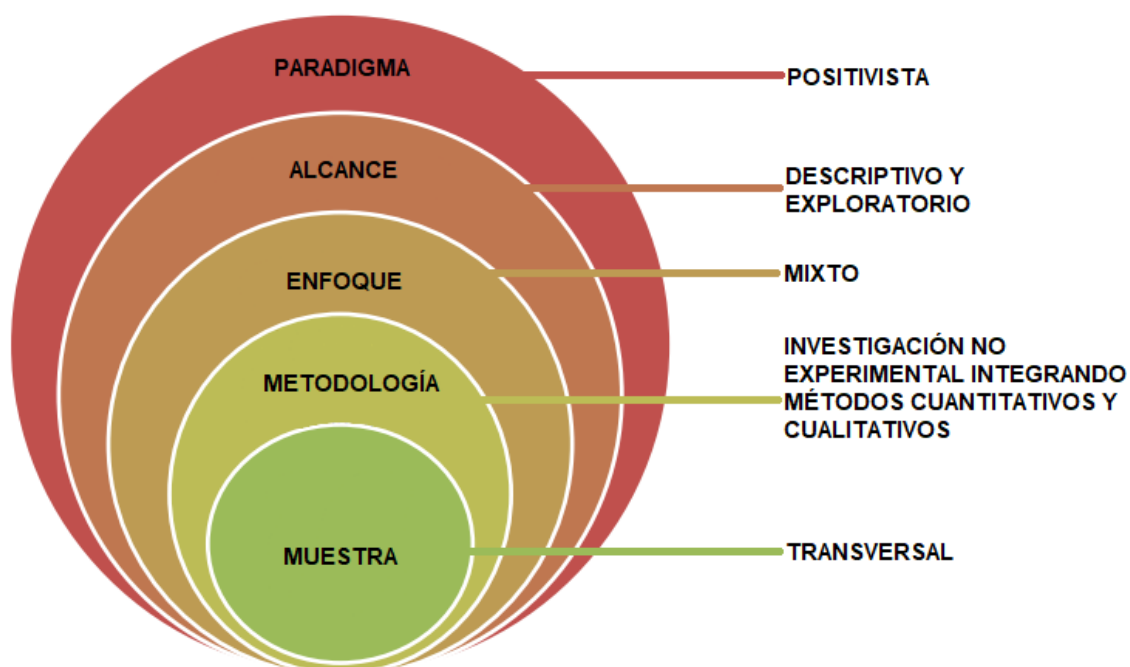 PARADIGMA
POSITIVISTA
ALCANCE
DESCRIPTIVO Y
EXPLORATORIO
ENFOQUE
MIXTO
METODOLOGÍA
INVESTIGACIÓN NO
EXPERIMENTAL INTEGRANDO
MÉTODOS CUANTITATIVOS Y
CUALITATIVOS
MUESTRA
TRANSVERSAL